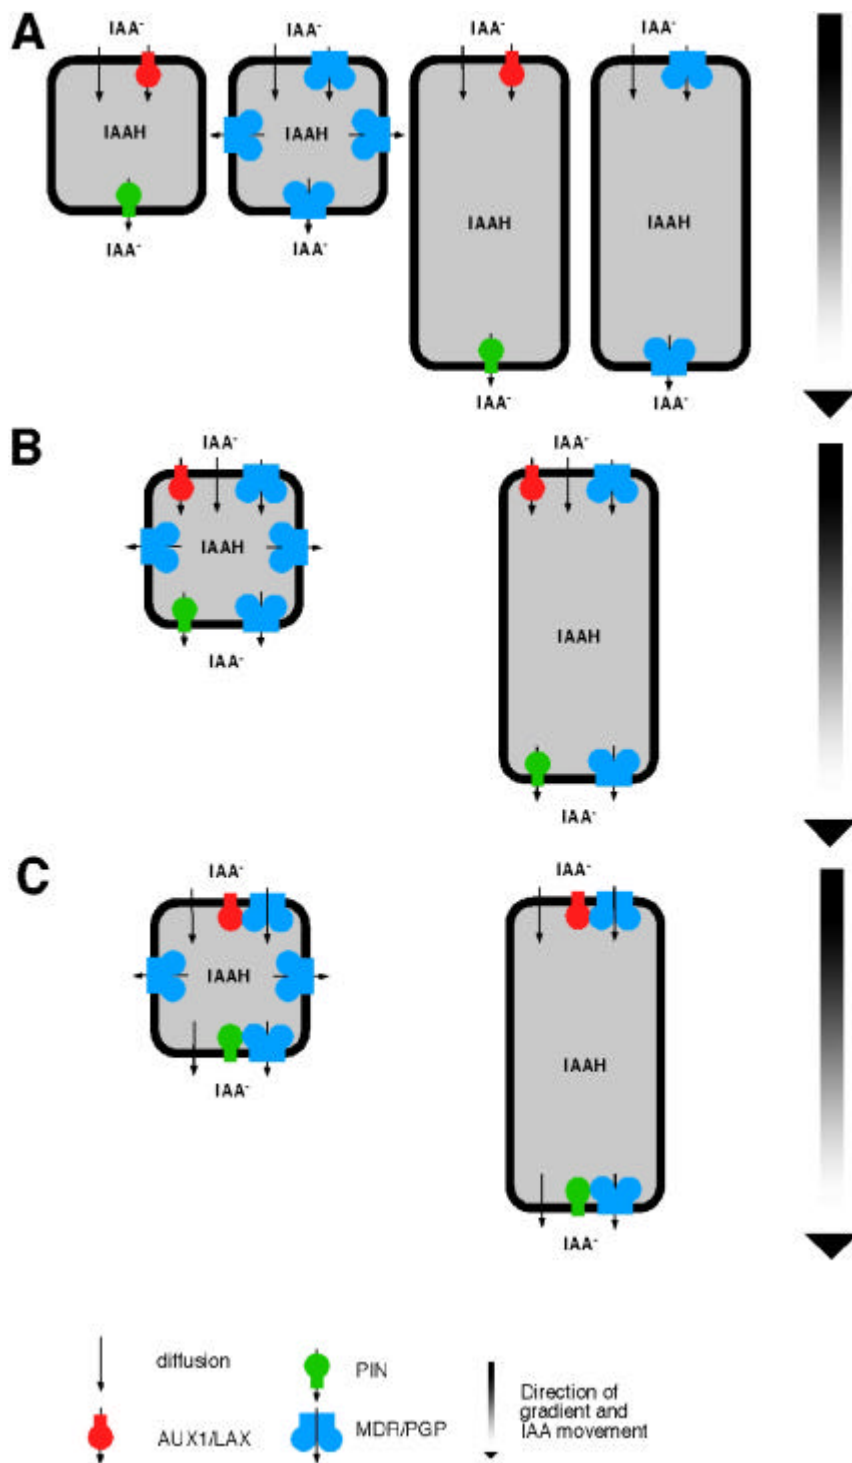 A
IAA⁻ IAA⁻ IAA⁻ IAA⁻
IAAH IAAH
IAAH IAAH
IAA⁻ IAA⁻
IAA⁻ IAA⁻
B
IAA⁻ IAA⁻
IAAH
IAAH
IAA⁻
IAA⁻
C
IAA⁻ IAA⁻
IAAH
IAAH
IAA⁻
IAA⁻
diffusion
PIN
AUX1/LAX
MDR/PGP
Direction of
gradient and
IAA movement